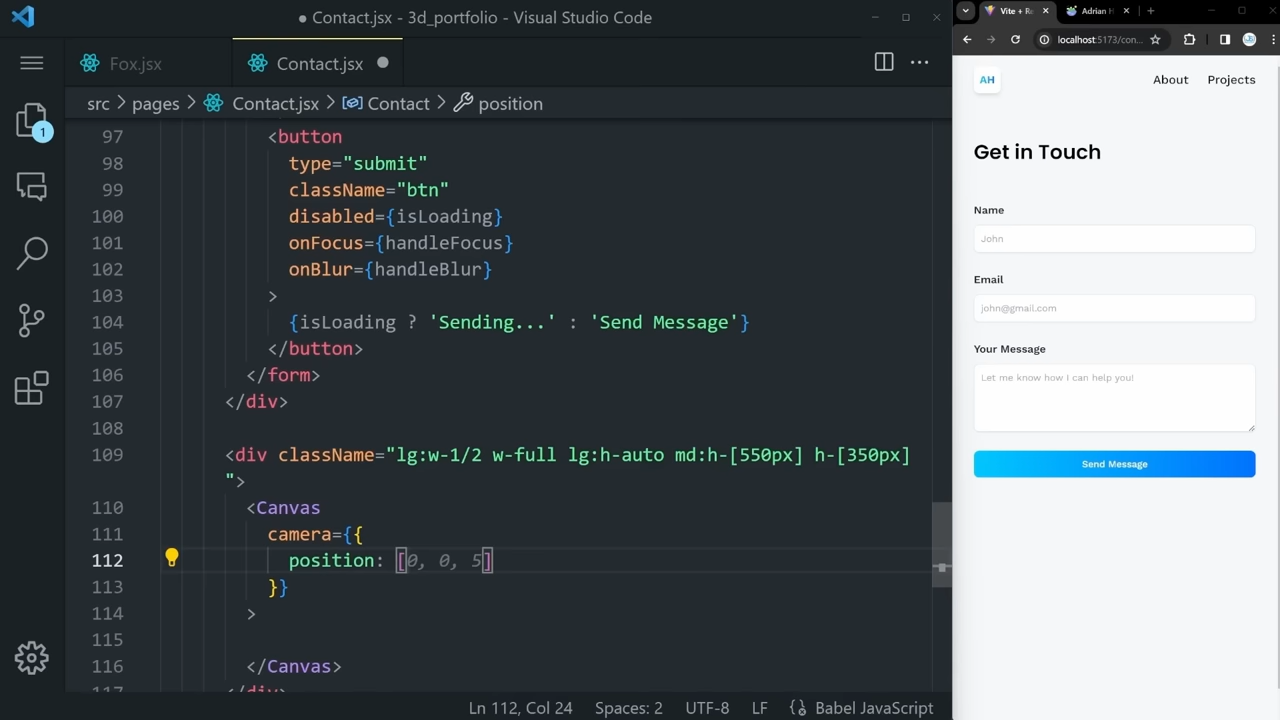 Contact.jsx - 3d_portfolio - Visual Studio Code
Fox.jsx
Contact.jsx
src > pages > Contact.jsx > Contact > position
1
97 <button
98 type="submit"
99 className="btn"
100 disabled={isLoading}
101 onFocus={handleFocus}
102 onBlur={handleBlur}
103 >
104 {isLoading ? 'Sending...' : 'Send Message'}
105 </button>
106 </form>
107 </div>
108
109 <div className="lg:w-1/2 w-full lg:h-auto md:h-[550px] h-[350px]
">
110 <Canvas
111 camera={{
112 position: [0, 0, 5]
113 }}
114 >
115
116 </Canvas>
117 </div>
Ln 112, Col 24 Spaces: 2 UTF-8 LF Babel JavaScript
Vite + Re
Adrian H
localhost:5173/con...
AH
About Projects
Get in Touch
Name
John
Email
john@gmail.com
Your Message
Let me know how I can help you!
Send Message